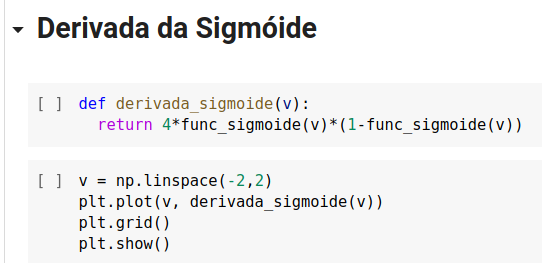 Derivada da Sigmóide
[ ] def derivada_sigmoide(v):
return 4*func_sigmoide(v)*(1-func_sigmoide(v))
[ ] v = np.linspace(-2,2)
plt.plot(v, derivada_sigmoide(v))
plt.grid()
plt.show()